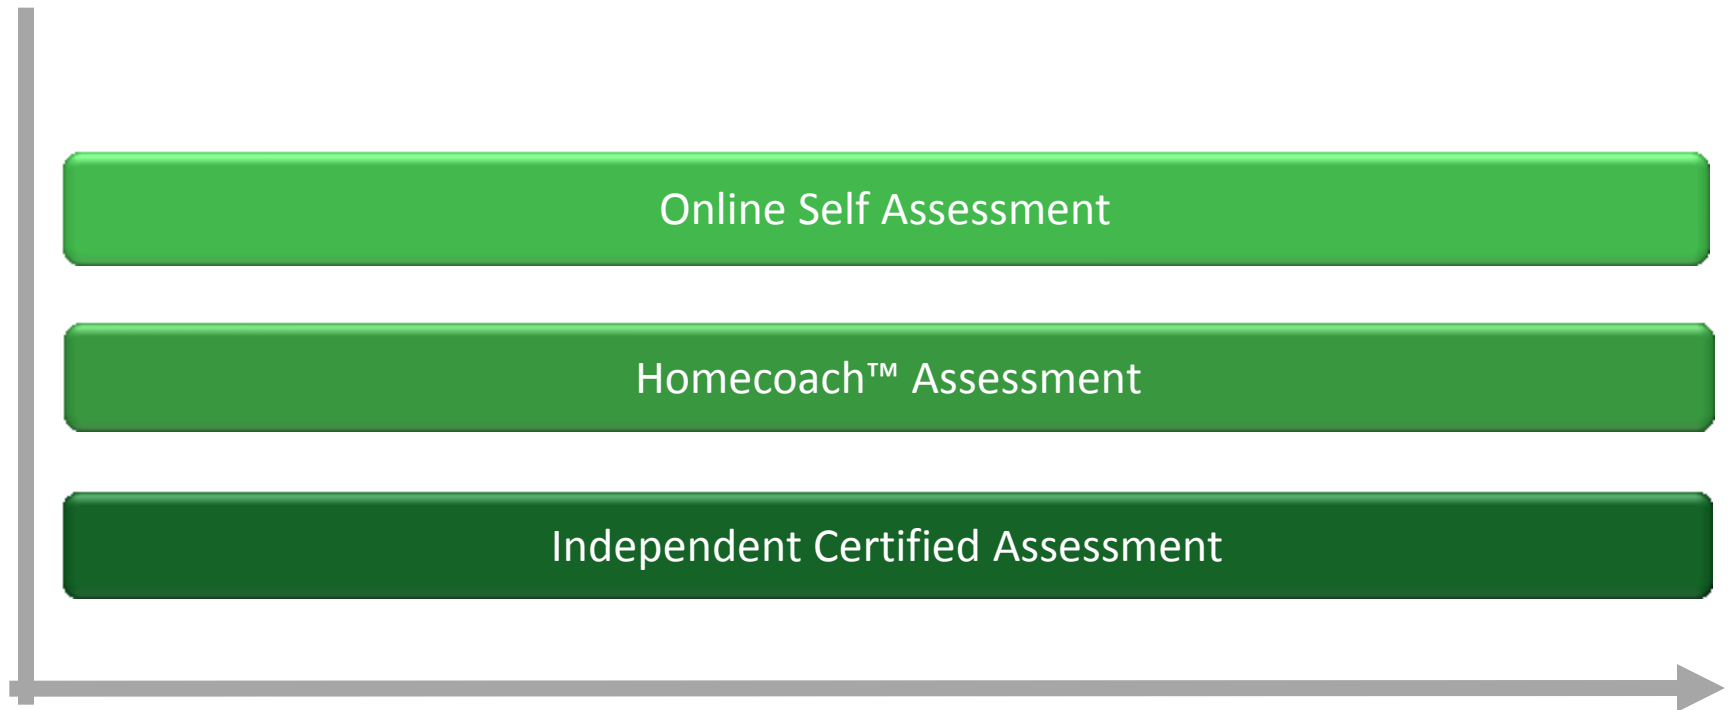 Online Self Assessment
Homecoach™ Assessment
Independent Certified Assessment